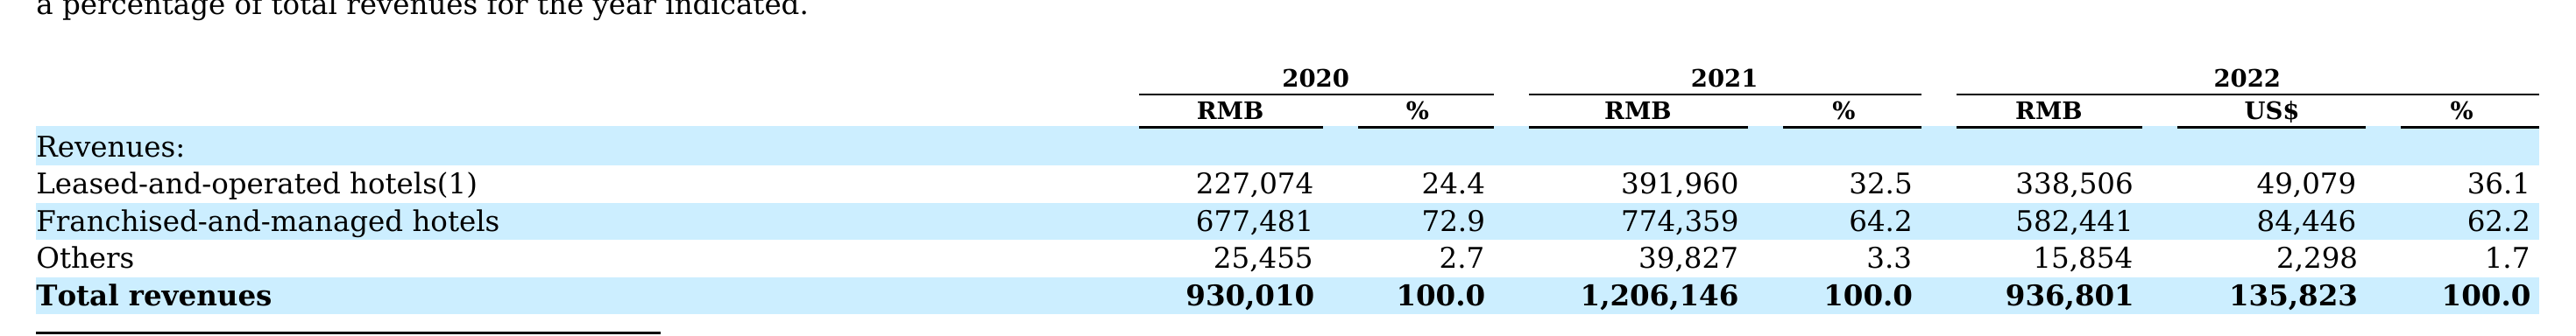 a percentage of total revenues for the year indicated.
2020 2021 2022
RMB % RMB % RMB US$ %
Revenues:
Leased-and-operated hotels(1) 227,074 24.4 391,960 32.5 338,506 49,079 36.1
Franchised-and-managed hotels 677,481 72.9 774,359 64.2 582,441 84,446 62.2
Others 25,455 2.7 39,827 3.3 15,854 2,298 1.7
Total revenues 930,010 100.0 1,206,146 100.0 936,801 135,823 100.0